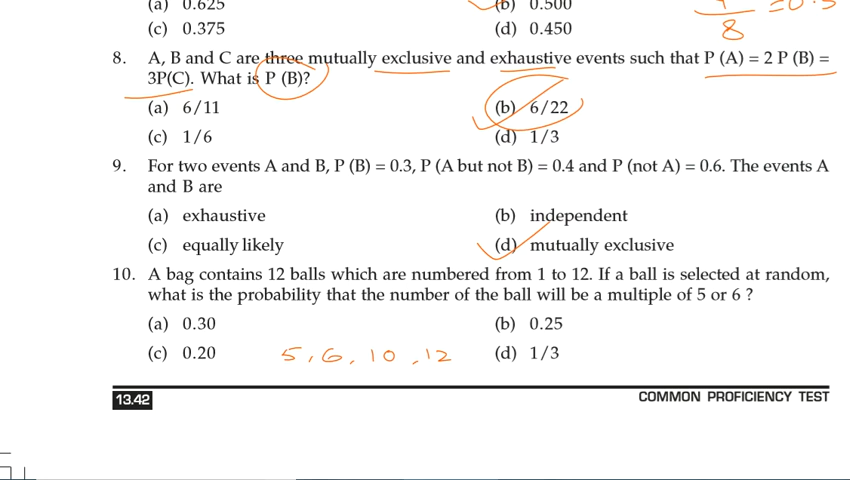 (a) 0.625 (b) 0.500
8 = 0.5
(c) 0.375 (d) 0.450
8. A, B and C are three mutually exclusive and exhaustive events such that P (A) = 2 P (B) =
3P(C). What is P (B)?
(a) 6/11 (b) 6/22
(c) 1/6 (d) 1/3
9. For two events A and B, P (B) = 0.3, P (A but not B) = 0.4 and P (not A) = 0.6. The events A
and B are
(a) exhaustive (b) independent
(c) equally likely (d) mutually exclusive
10. A bag contains 12 balls which are numbered from 1 to 12. If a ball is selected at random,
what is the probability that the number of the ball will be a multiple of 5 or 6 ?
(a) 0.30 (b) 0.25
(c) 0.20 5, 6, 10, 12 (d) 1/3
13.42 COMMON PROFICIENCY TEST